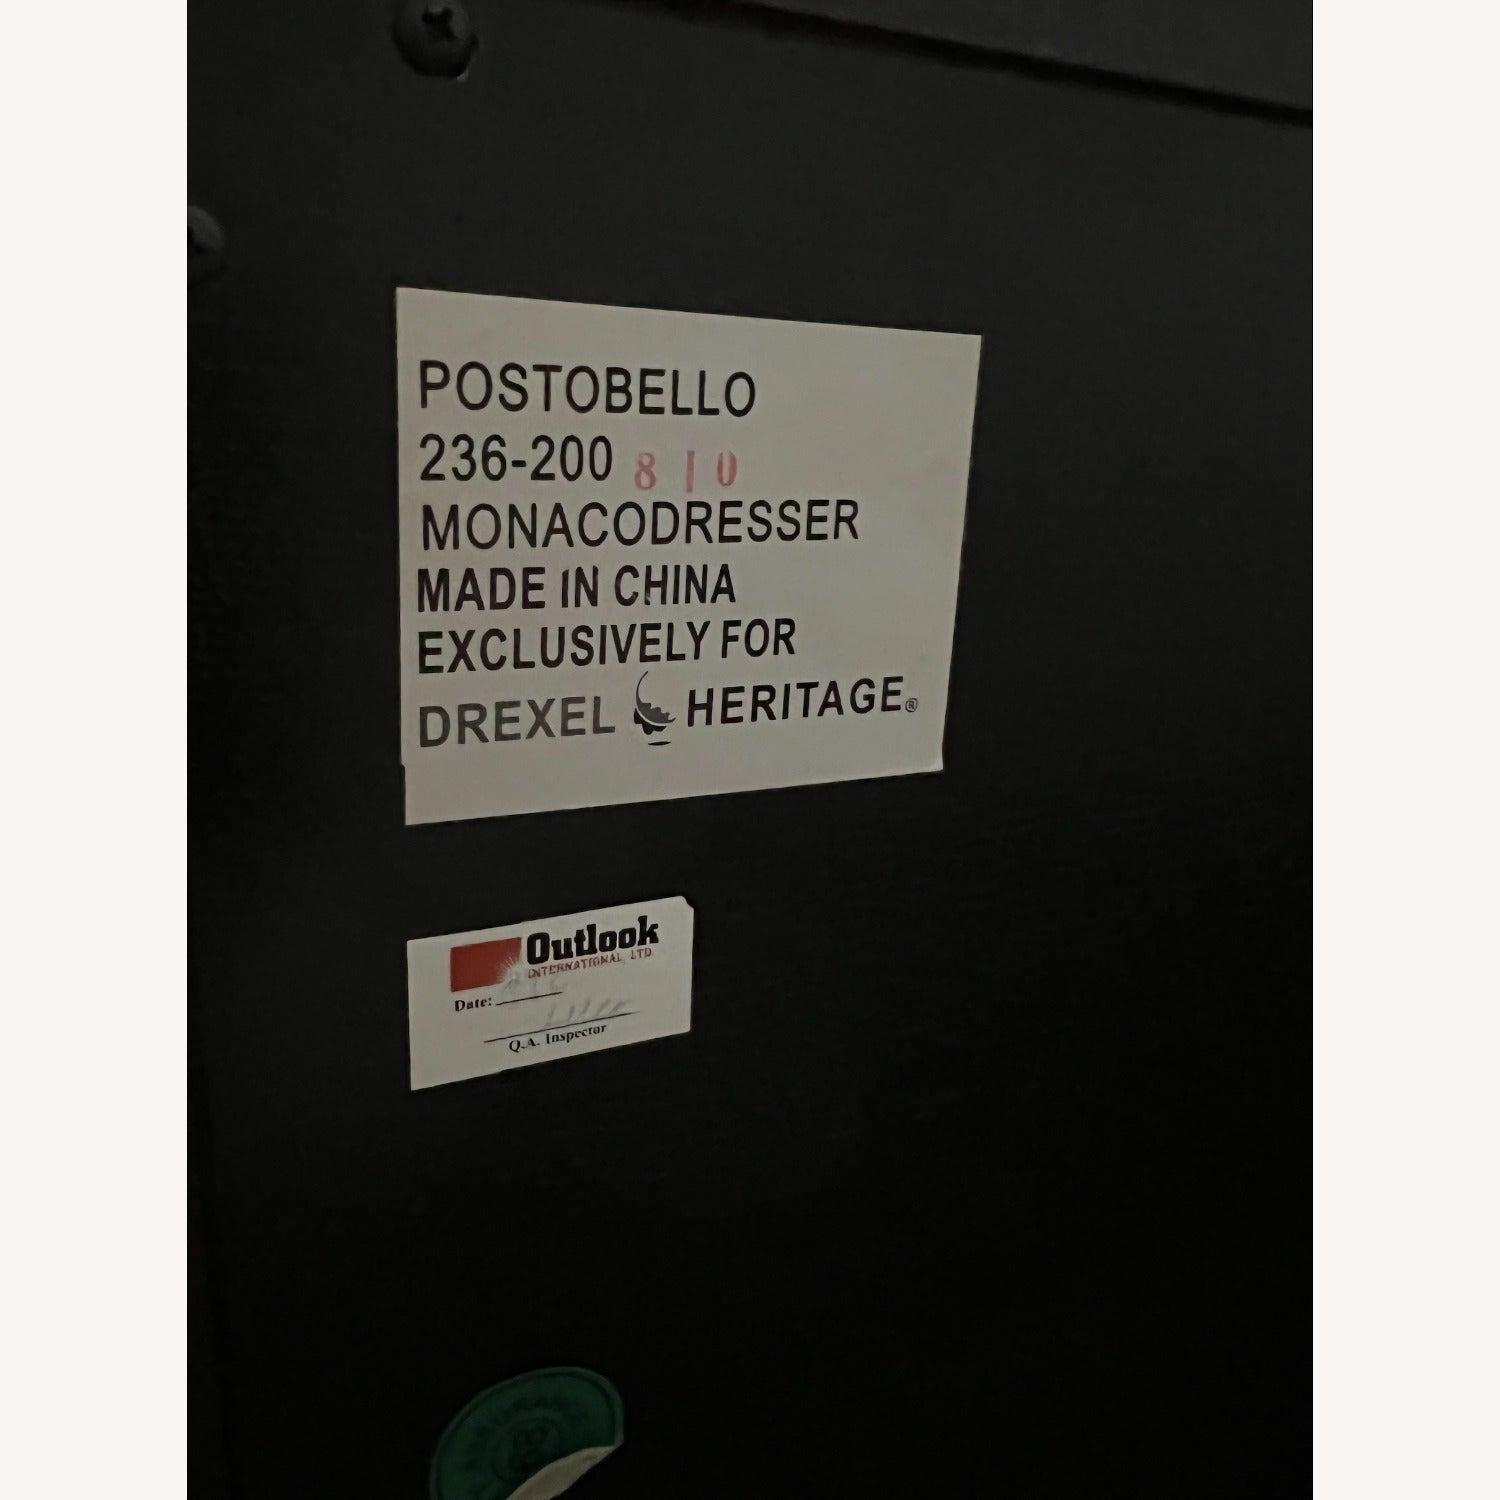 POSTOBELLO
236-200 810
MONACODRESSER
MADE IN CHINA
EXCLUSIVELY FOR
DREXEL HERITAGE®
Outlook
INTERNATIONAL, LTD.
Date:
Q.A. Inspector